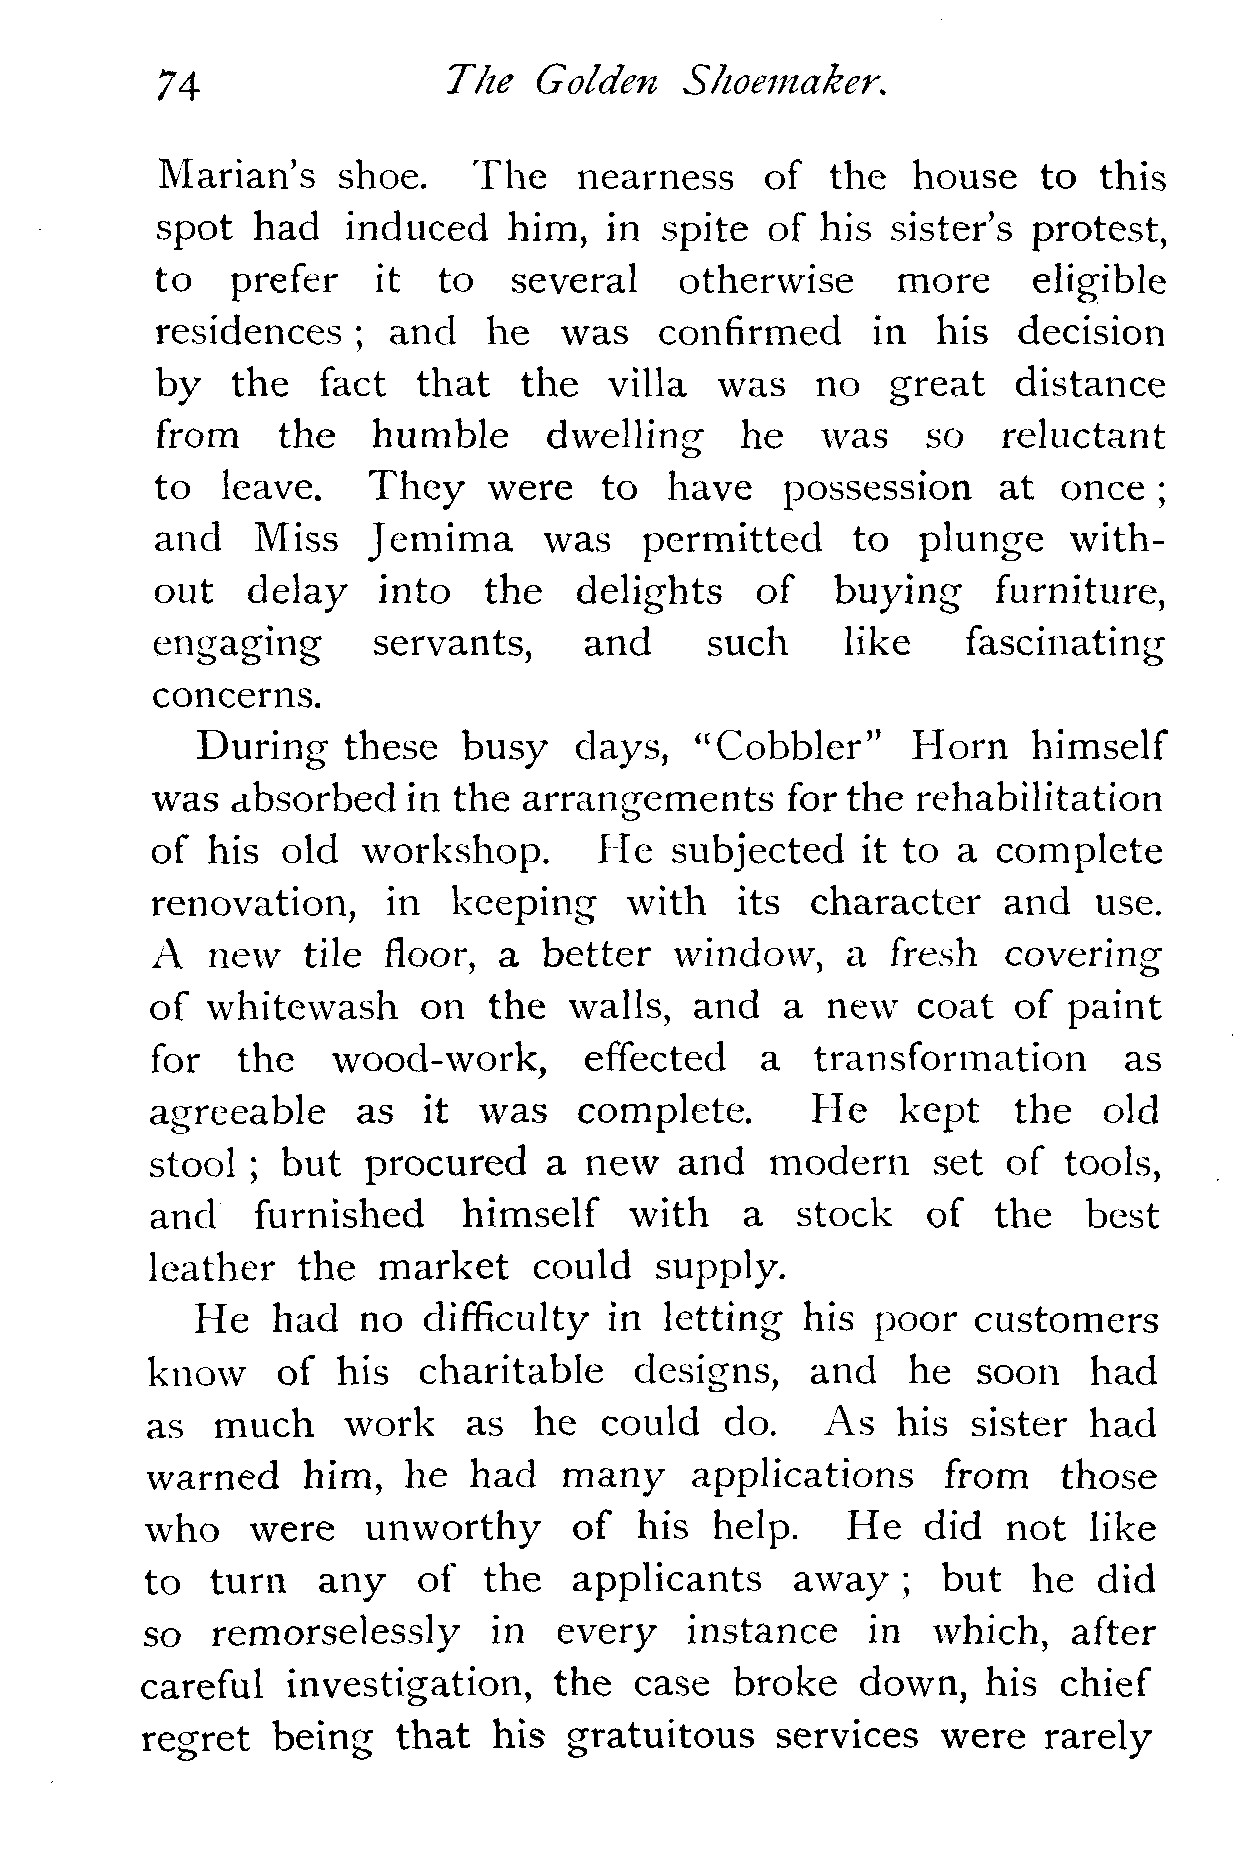 74 The Golden Shoemaker.
Marian's shoe. The nearness of the house to this
spot had induced him, in spite of his sister's protest,
to prefer it to several otherwise more eligible
residences ; and he was confirmed in his decision
by the fact that the villa was no great distance
from the humble dwelling he was so reluctant
to leave. They were to have possession at once ;
and Miss Jemima was permitted to plunge with-
out delay into the delights of buying furniture,
engaging servants, and such like fascinating
concerns.
During these busy days, "Cobbler" Horn himself
was absorbed in the arrangements for the rehabilitation
of his old workshop. He subjected it to a complete
renovation, in keeping with its character and use.
A new tile floor, a better window, a fresh covering
of whitewash on the walls, and a new coat of paint
for the wood-work, effected a transformation as
agreeable as it was complete. He kept the old
stool ; but procured a new and modern set of tools,
and furnished himself with a stock of the best
leather the market could supply.
He had no difficulty in letting his poor customers
know of his charitable designs, and he soon had
as much work as he could do. As his sister had
warned him, he had many applications from those
who were unworthy of his help. He did not like
to turn any of the applicants away ; but he did
so remorselessly in every instance in which, after
careful investigation, the case broke down, his chief
regret being that his gratuitous services were rarely